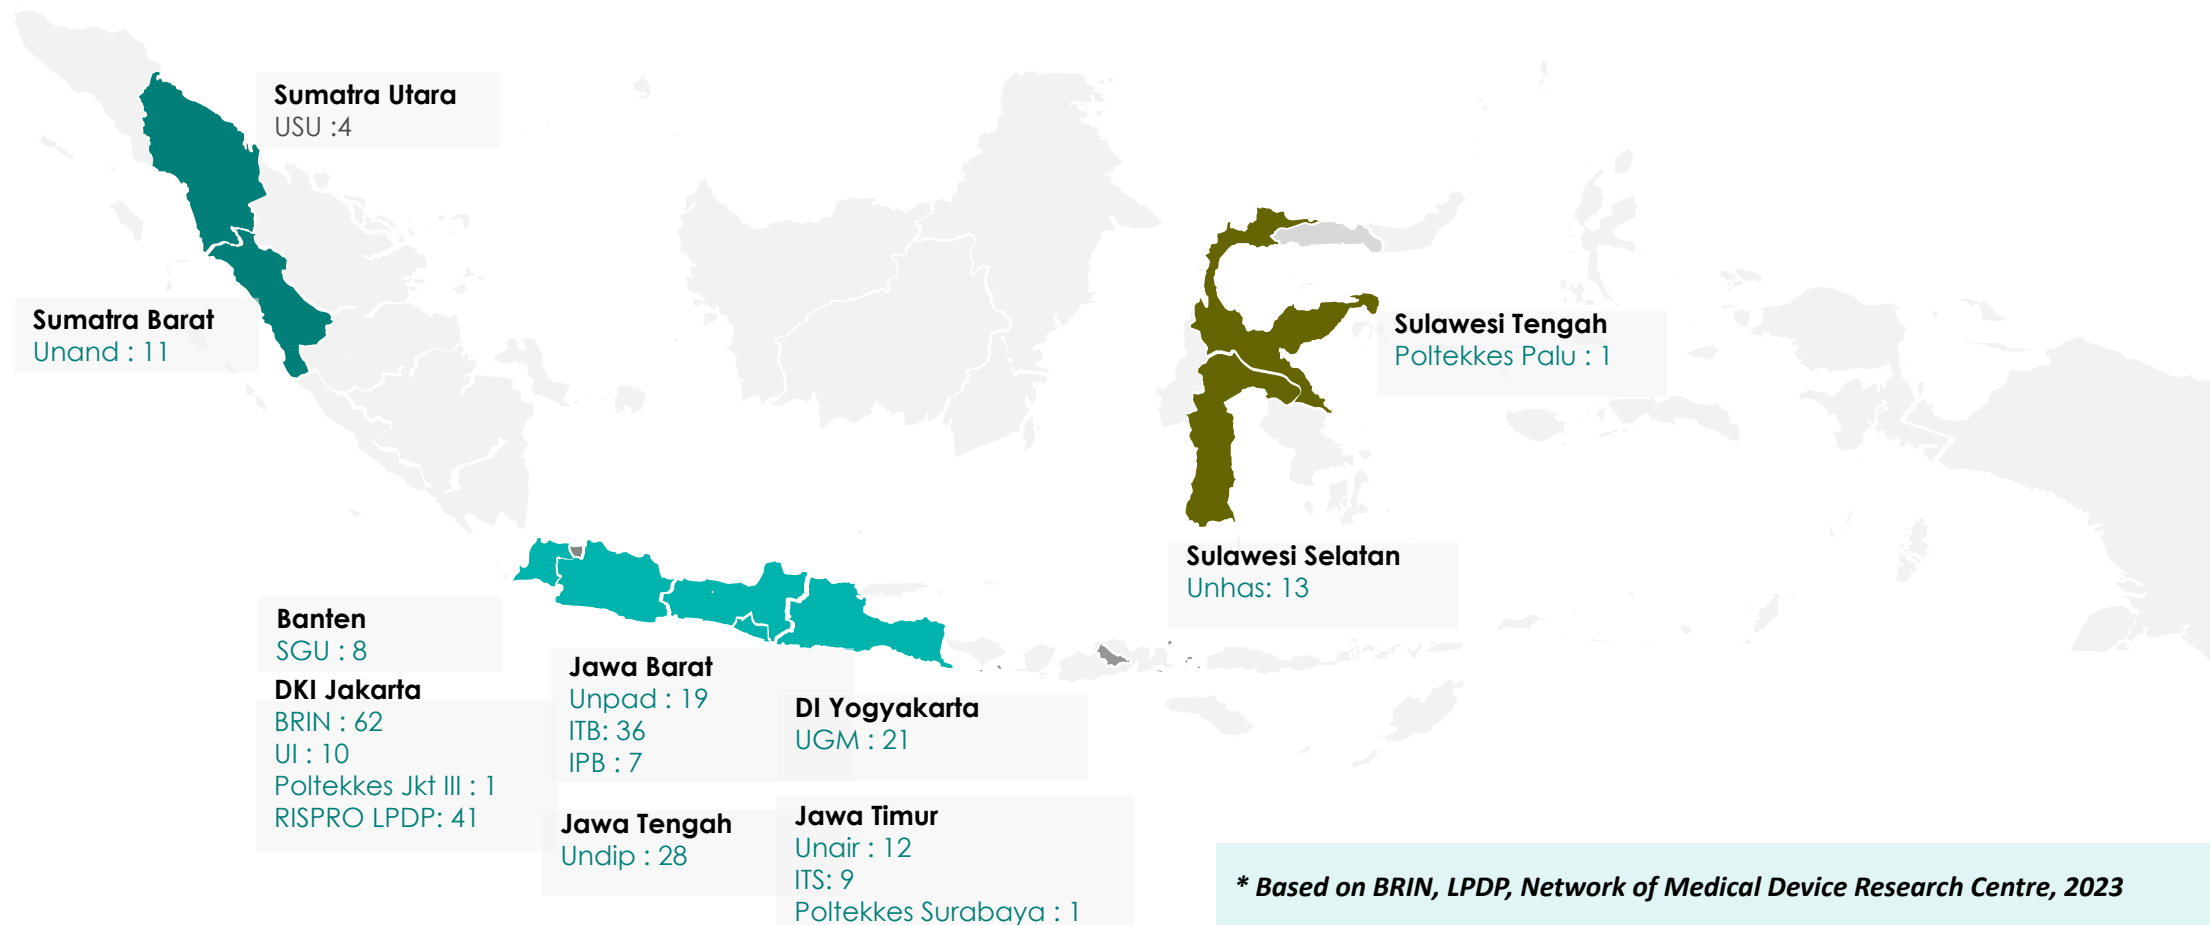 Sumatra Utara
USU :4
Sumatra Barat
Unand : 11
Sulawesi Tengah
Poltekkes Palu : 1
Sulawesi Selatan
Unhas: 13
Banten
SGU : 8
DKI Jakarta
BRIN : 62
UI : 10
Poltekkes Jkt III : 1
RISPRO LPDP: 41
Jawa Barat
Unpad : 19
ITB: 36
IPB : 7
DI Yogyakarta
UGM : 21
Jawa Tengah
Undip : 28
Jawa Timur
Unair : 12
ITS: 9
Poltekkes Surabaya : 1
* Based on BRIN, LPDP, Network of Medical Device Research Centre, 2023